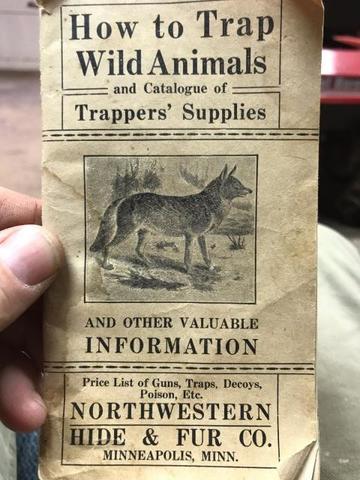 How to Trap
Wild Animals
and Catalogue of
Trappers' Supplies
AND OTHER VALUABLE
INFORMATION
Price List of Guns, Traps, Decoys,
Poison, Etc.
NORTHWESTERN
HIDE & FUR CO.
MINNEAPOLIS, MINN.